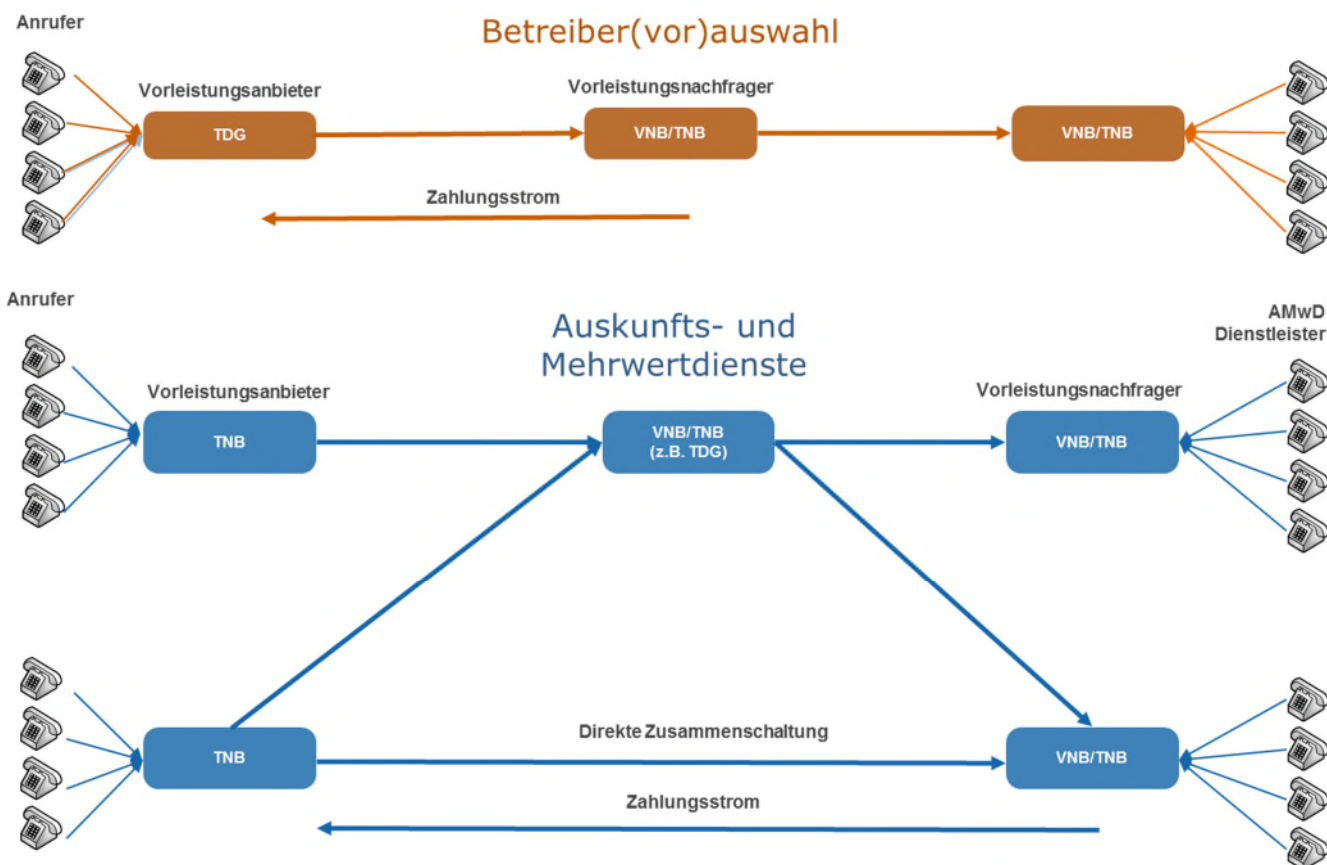 Anrufer
Betreiber(vor)auswahl
Vorleistungsanbieter
Vorleistungsnachfrager
TDG
VNB/TNB
VNB/TNB
Zahlungsstrom
Anrufer
Auskunfts- und
Mehrwertdienste
AMwD
Dienstleister
Vorleistungsanbieter
Vorleistungsnachfrager
TNB
VNB/TNB
(z.B. TDG)
VNB/TNB
Direkte Zusammenschaltung
TNB
VNB/TNB
Zahlungsstrom